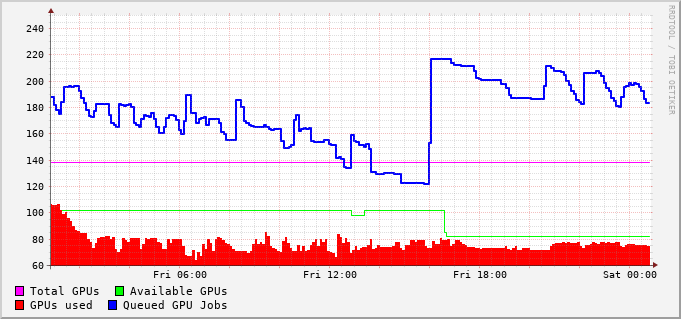 240
220
200
180
160
140
120
100
80
60
Fri 06:00 Fri 12:00 Fri 18:00 Sat 00:00
Total GPUs Available GPUs
GPUs used Queued GPU Jobs
RRDTOOL / TOBI OETIKER